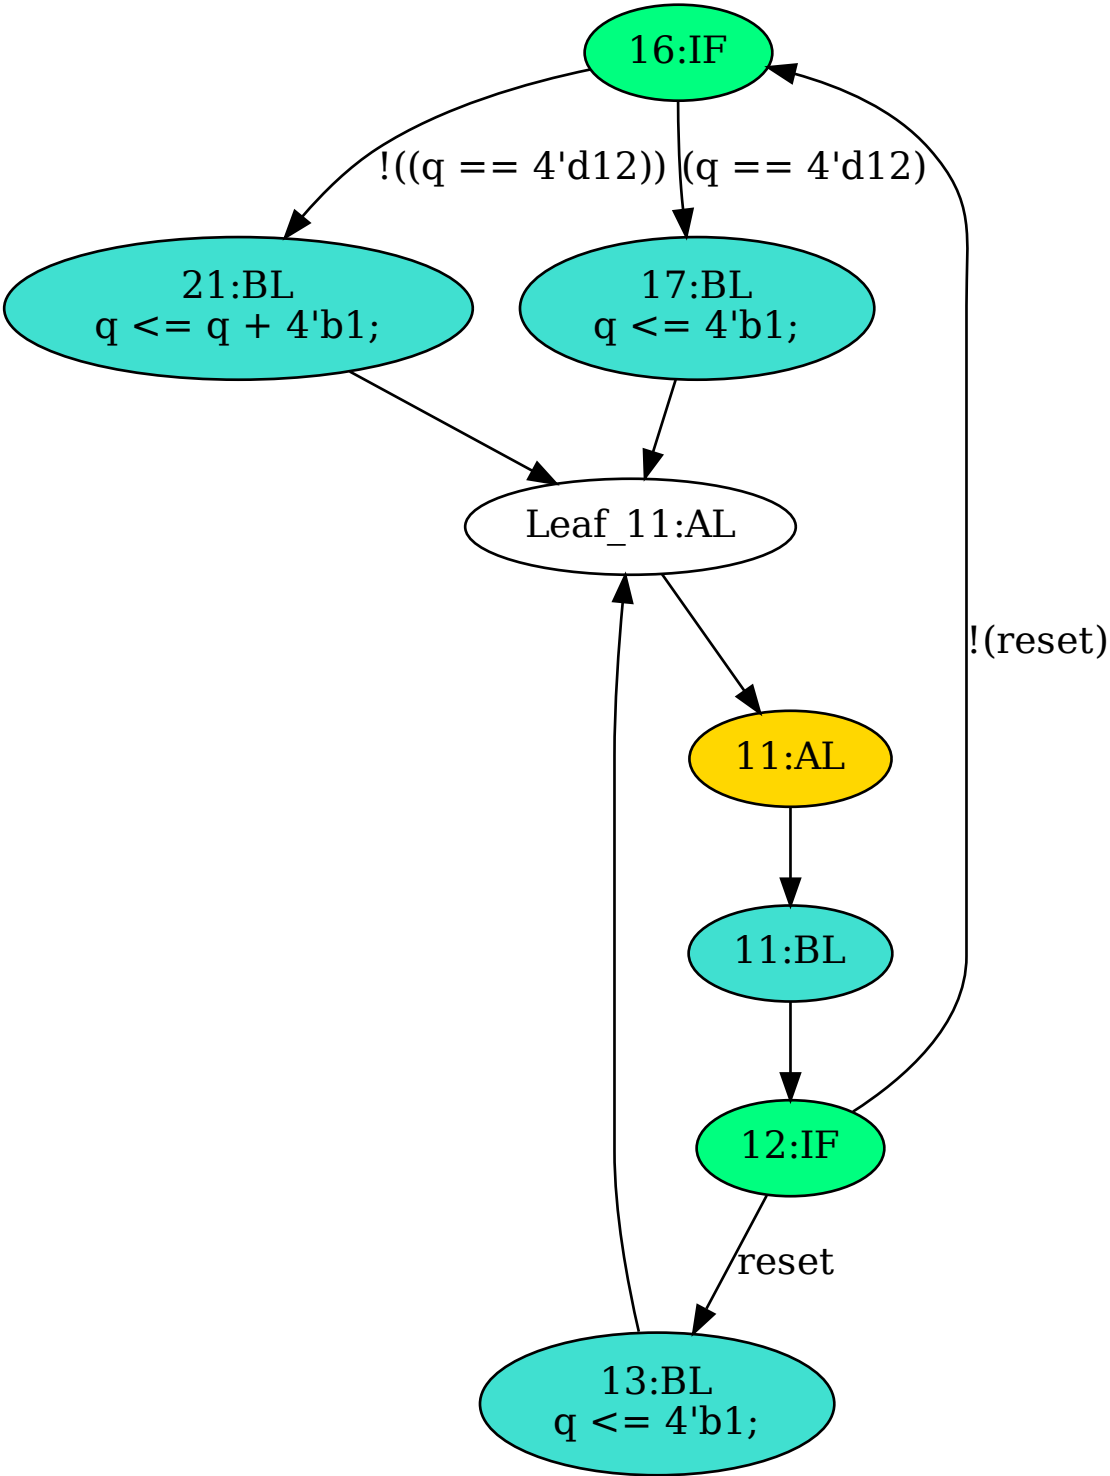 16:IF
!((q == 4'd12))
(q == 4'd12)
21:BL
q <= q + 4'b1;
17:BL
q <= 4'b1;
Leaf_11:AL
!(reset)
11:AL
11:BL
12:IF
reset
13:BL
q <= 4'b1;